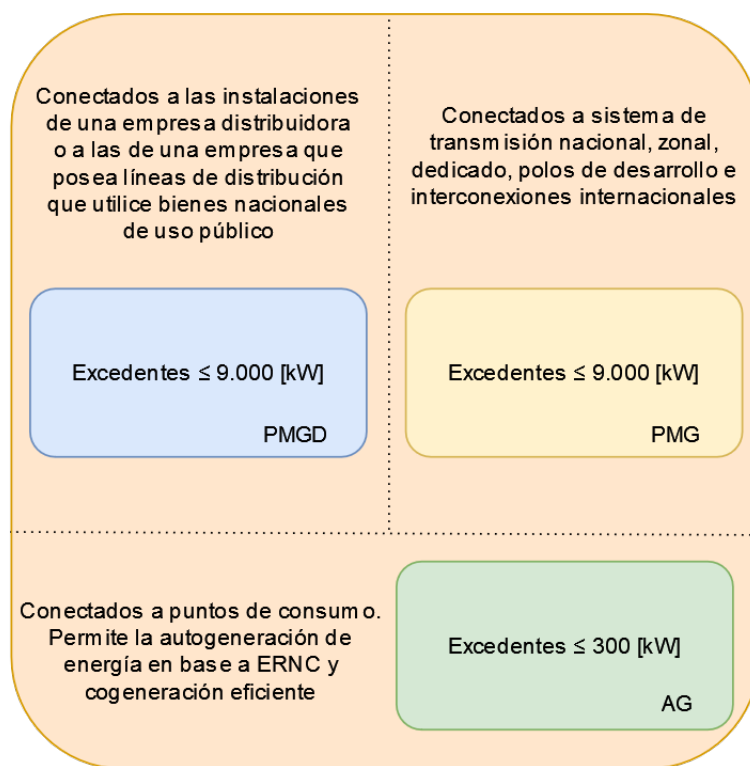 Conectados a las instalaciones
de una empresa distribuidora
o a las de una empresa que
posea líneas de distribución
que utilice bienes nacionales
de uso público
Excedentes ≤ 9.000 [kW]
PMGD
Conectados a sistema de
transmisión nacional, zonal,
dedicado, polos de desarrollo e
interconexiones internacionales
Excedentes ≤ 9.000 [kW]
PMG
Conectados a puntos de consumo.
Permite la autogeneración de
energía en base a ERNC y
cogeneración eficiente
Excedentes ≤ 300 [kW]
AG